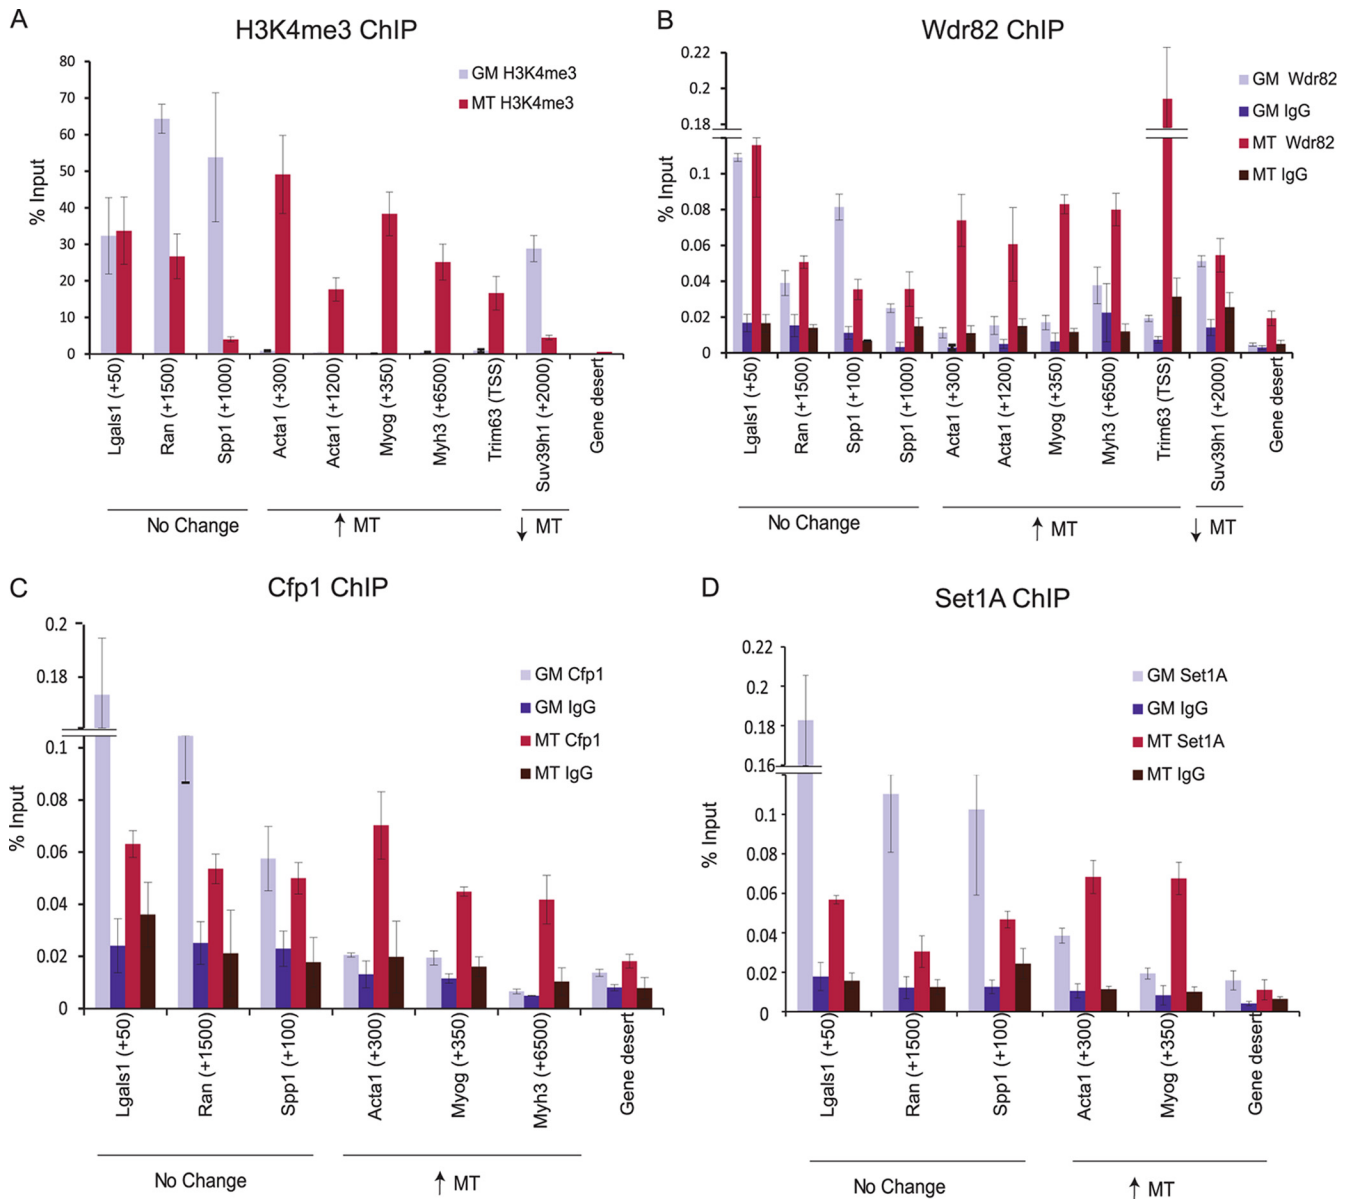 A
H3K4me3 ChIP
GM H3K4me3
MT H3K4me3
% Input
80
70
60
50
40
30
20
10
0
Lgals1 (+50)
Ran (+1500)
Spp1 (+1000)
Acta1 (+300)
Acta1 (+1200)
Myog (+350)
Myh3 (+6500)
Trim63 (TSS)
Suv39h1 (+2000)
Gene desert
No Change
↑ MT
↓ MT
B
Wdr82 ChIP
GM Wdr82
GM IgG
MT Wdr82
MT IgG
% Input
0.22
0.2
0.18
0.1
0.08
0.06
0.04
0.02
0
Lgals1 (+50)
Ran (+1500)
Spp1 (+100)
Spp1 (+1000)
Acta1 (+300)
Acta1 (+1200)
Myog (+350)
Myh3 (+6500)
Trim63 (TSS)
Suv39h1 (+2000)
Gene desert
No Change
↑ MT
↓ MT
C
Cfp1 ChIP
GM Cfp1
GM IgG
MT Cfp1
MT IgG
% Input
0.2
0.18
0.1
0.08
0.06
0.04
0.02
0
Lgals1 (+50)
Ran (+1500)
Spp1 (+100)
Acta1 (+300)
Myog (+350)
Myh3 (+6500)
Gene desert
No Change
↑ MT
D
Set1A ChIP
GM Set1A
GM IgG
MT Set1A
MT IgG
% Input
0.22
0.2
0.18
0.16
0.1
0.08
0.06
0.04
0.02
0
Lgals1 (+50)
Ran (+1500)
Spp1 (+100)
Acta1 (+300)
Myog (+350)
Gene desert
No Change
↑ MT